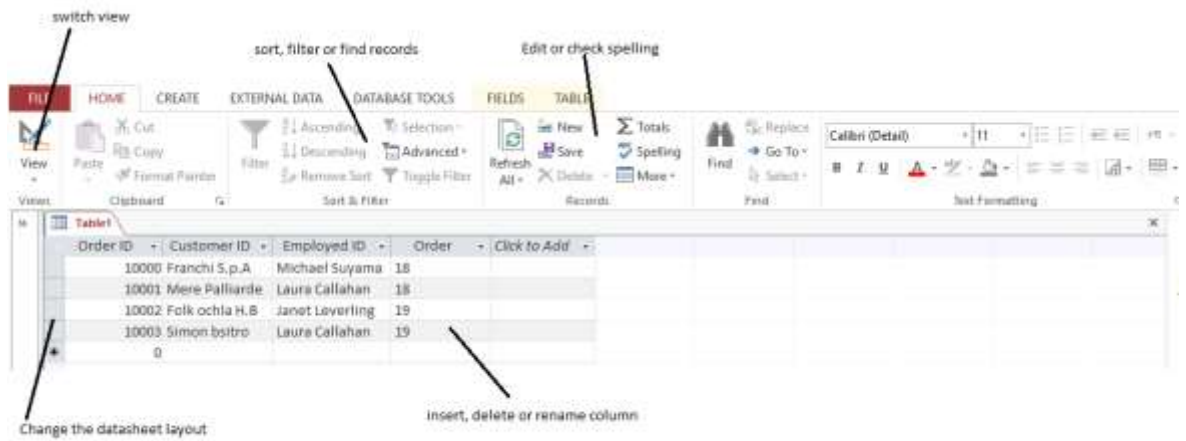 switch view
sort, filter or find records
Edit or check spelling
FILE HOME CREATE EXTERNAL DATA DATABASE TOOLS FIELDS TABLE
View
Views
Paste
Cut
Copy
Format Painter
Clipboard
Filter
Ascending
Descending
Remove Sort
Selection
Advanced
Toggle Filter
Sort & Filter
Refresh
All
New
Save
Delete
Totals
Spelling
More
Records
Find
Replace
Go To
Select
Find
Calibri (Detail) 11
B I U A
Text Formatting
Table1
Order ID Customer ID Employed ID Order Click to Add
10000 Franchi S.p.A Michael Suyama 18
10001 Mere Palliarde Laura Callahan 18
10002 Folk ochla H.B Janet Leverling 19
10003 Simon bsitro Laura Callahan 19
0
insert, delete or rename column
Change the datasheet layout